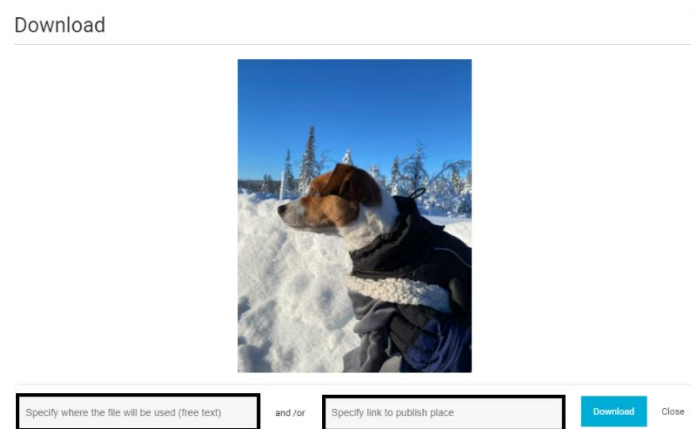 Download
Specify where the file will be used (free text) and /or Specify link to publish place Download Close